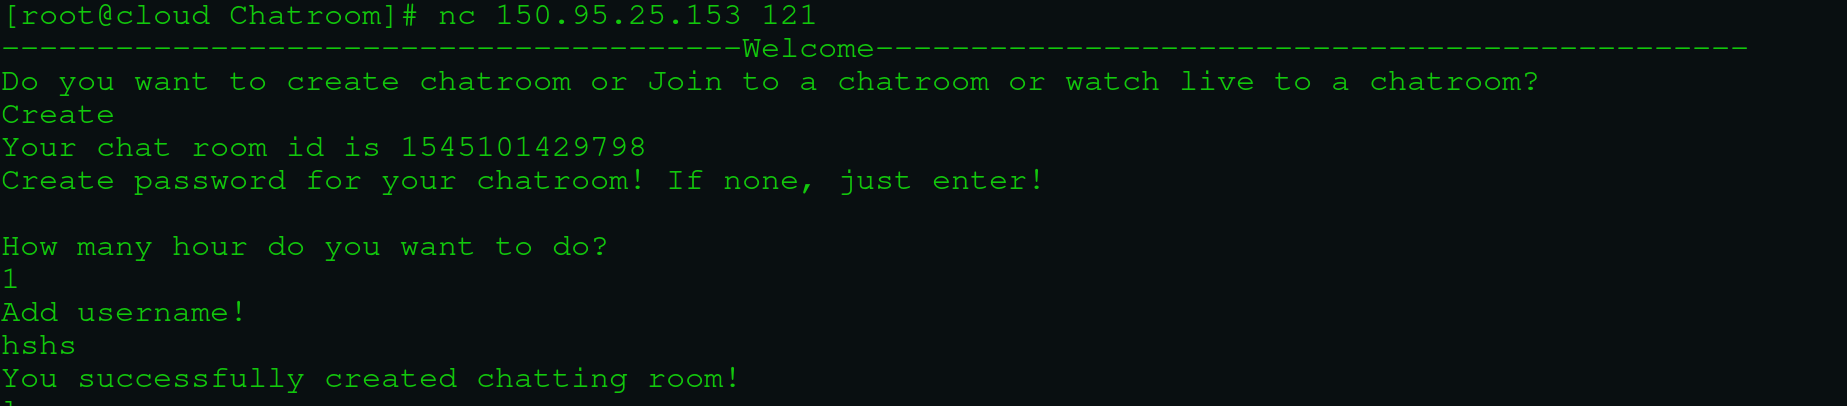 [root@cloud Chatroom]# nc 150.95.25.153 121
---------------------------------------Welcome----------------------------------------------
Do you want to create chatroom or Join to a chatroom or watch live to a chatroom?
Create
Your chat room id is 1545101429798
Create password for your chatroom! If none, just enter!
How many hour do you want to do?
1
Add username!
hshs
You successfully created chatting room!